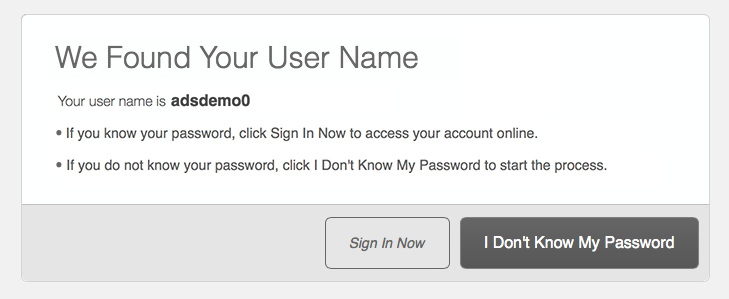 We Found Your User Name
Your user name is adsdemo0
• If you know your password, click Sign In Now to access your account online.
• If you do not know your password, click I Don't Know My Password to start the process.
Sign In Now
I Don't Know My Password